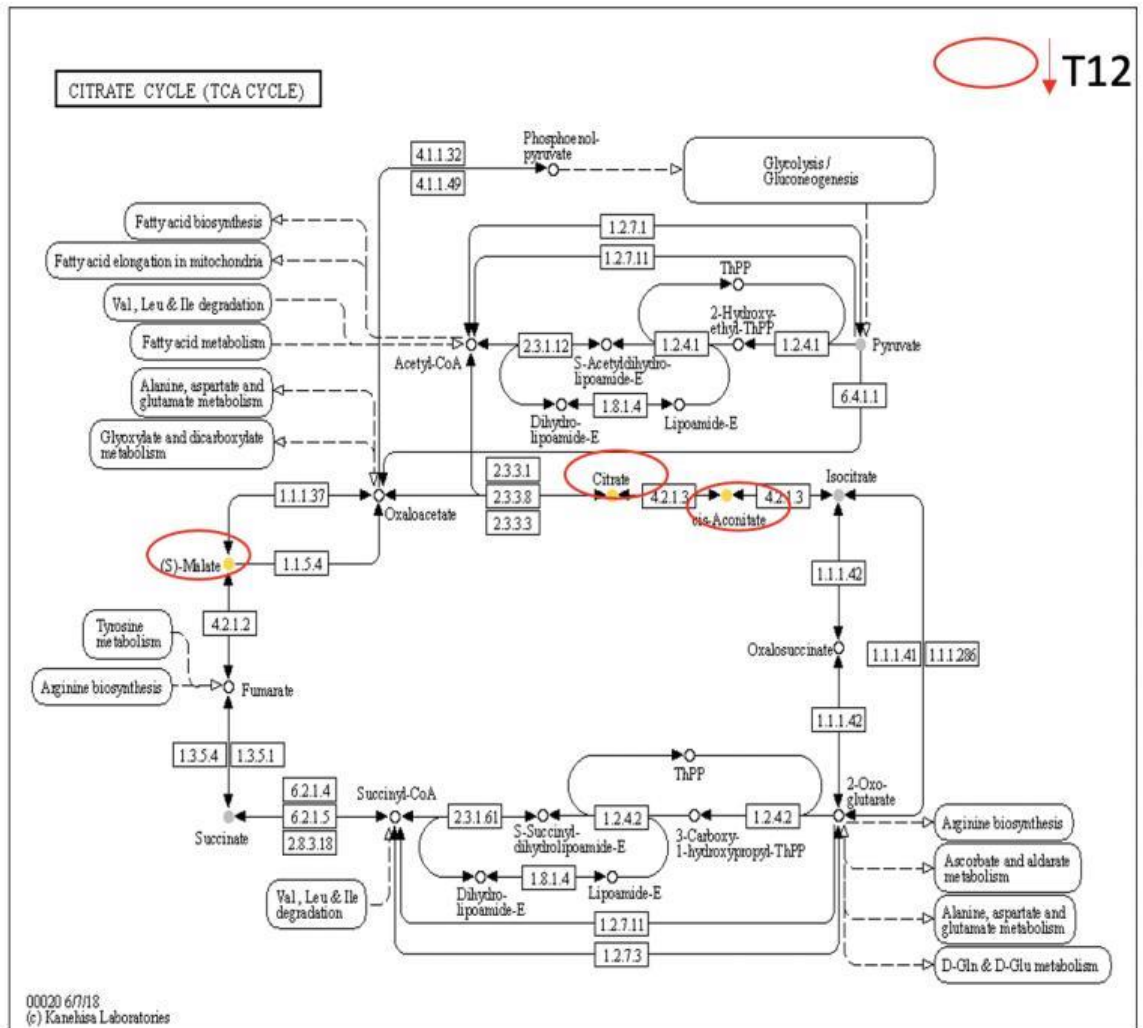 T12
CITRATE CYCLE (TCA CYCLE)
Phosphoenol-
pyruvate
4.1.1.32
4.1.1.49
Glycolysis /
Gluconeogenesis
Fatty acid biosynthesis
Fatty acid elongation in mitochondria
Val, Leu & Ile degradation
Fatty acid metabolism
Alanine, aspartate and
glutamate metabolism
Glyoxylate and dicarboxylate
metabolism
1.2.7.1
1.2.7.11
ThPP
2-Hydroxy-
ethyl-ThPP
Acetyl-CoA
2.3.1.12
S-Acetyldihydro-
lipoamide-E
1.2.4.1
1.2.4.1
Pyruvate
Dihydro-
lipoamide-E
1.8.1.4
Lipoamide-E
6.4.1.1
1.1.1.37
Oxaloacetate
2.3.3.1
2.3.3.8
2.3.3.3
Citrate
4.2.1.3
cis-Aconitate
4.2.1.3
Isocitrate
(S)-Malate
1.1.5.4
1.1.1.42
4.2.1.2
Tyrosine
metabolism
Arginine biosynthesis
Fumarate
Oxalosuccinate
1.1.1.41
1.1.1.286
1.1.1.42
1.3.5.4
1.3.5.1
Succinate
6.2.1.4
6.2.1.5
2.8.3.18
Succinyl-CoA
2.3.1.61
S-Succinyl-
dihydrolipoamide-E
ThPP
1.2.4.2
3-Carboxy-
1-hydroxypropyl-ThPP
1.2.4.2
2-Oxo-
glutarate
Val, Leu & Ile
degradation
Dihydro-
lipoamide-E
1.8.1.4
Lipoamide-E
1.2.7.11
1.2.7.3
Arginine biosynthesis
Ascorbate and aldarate
metabolism
Alanine, aspartate and
glutamate metabolism
D-Gln & D-Glu metabolism
00020 6/7/18
(c) Kanehisa Laboratories